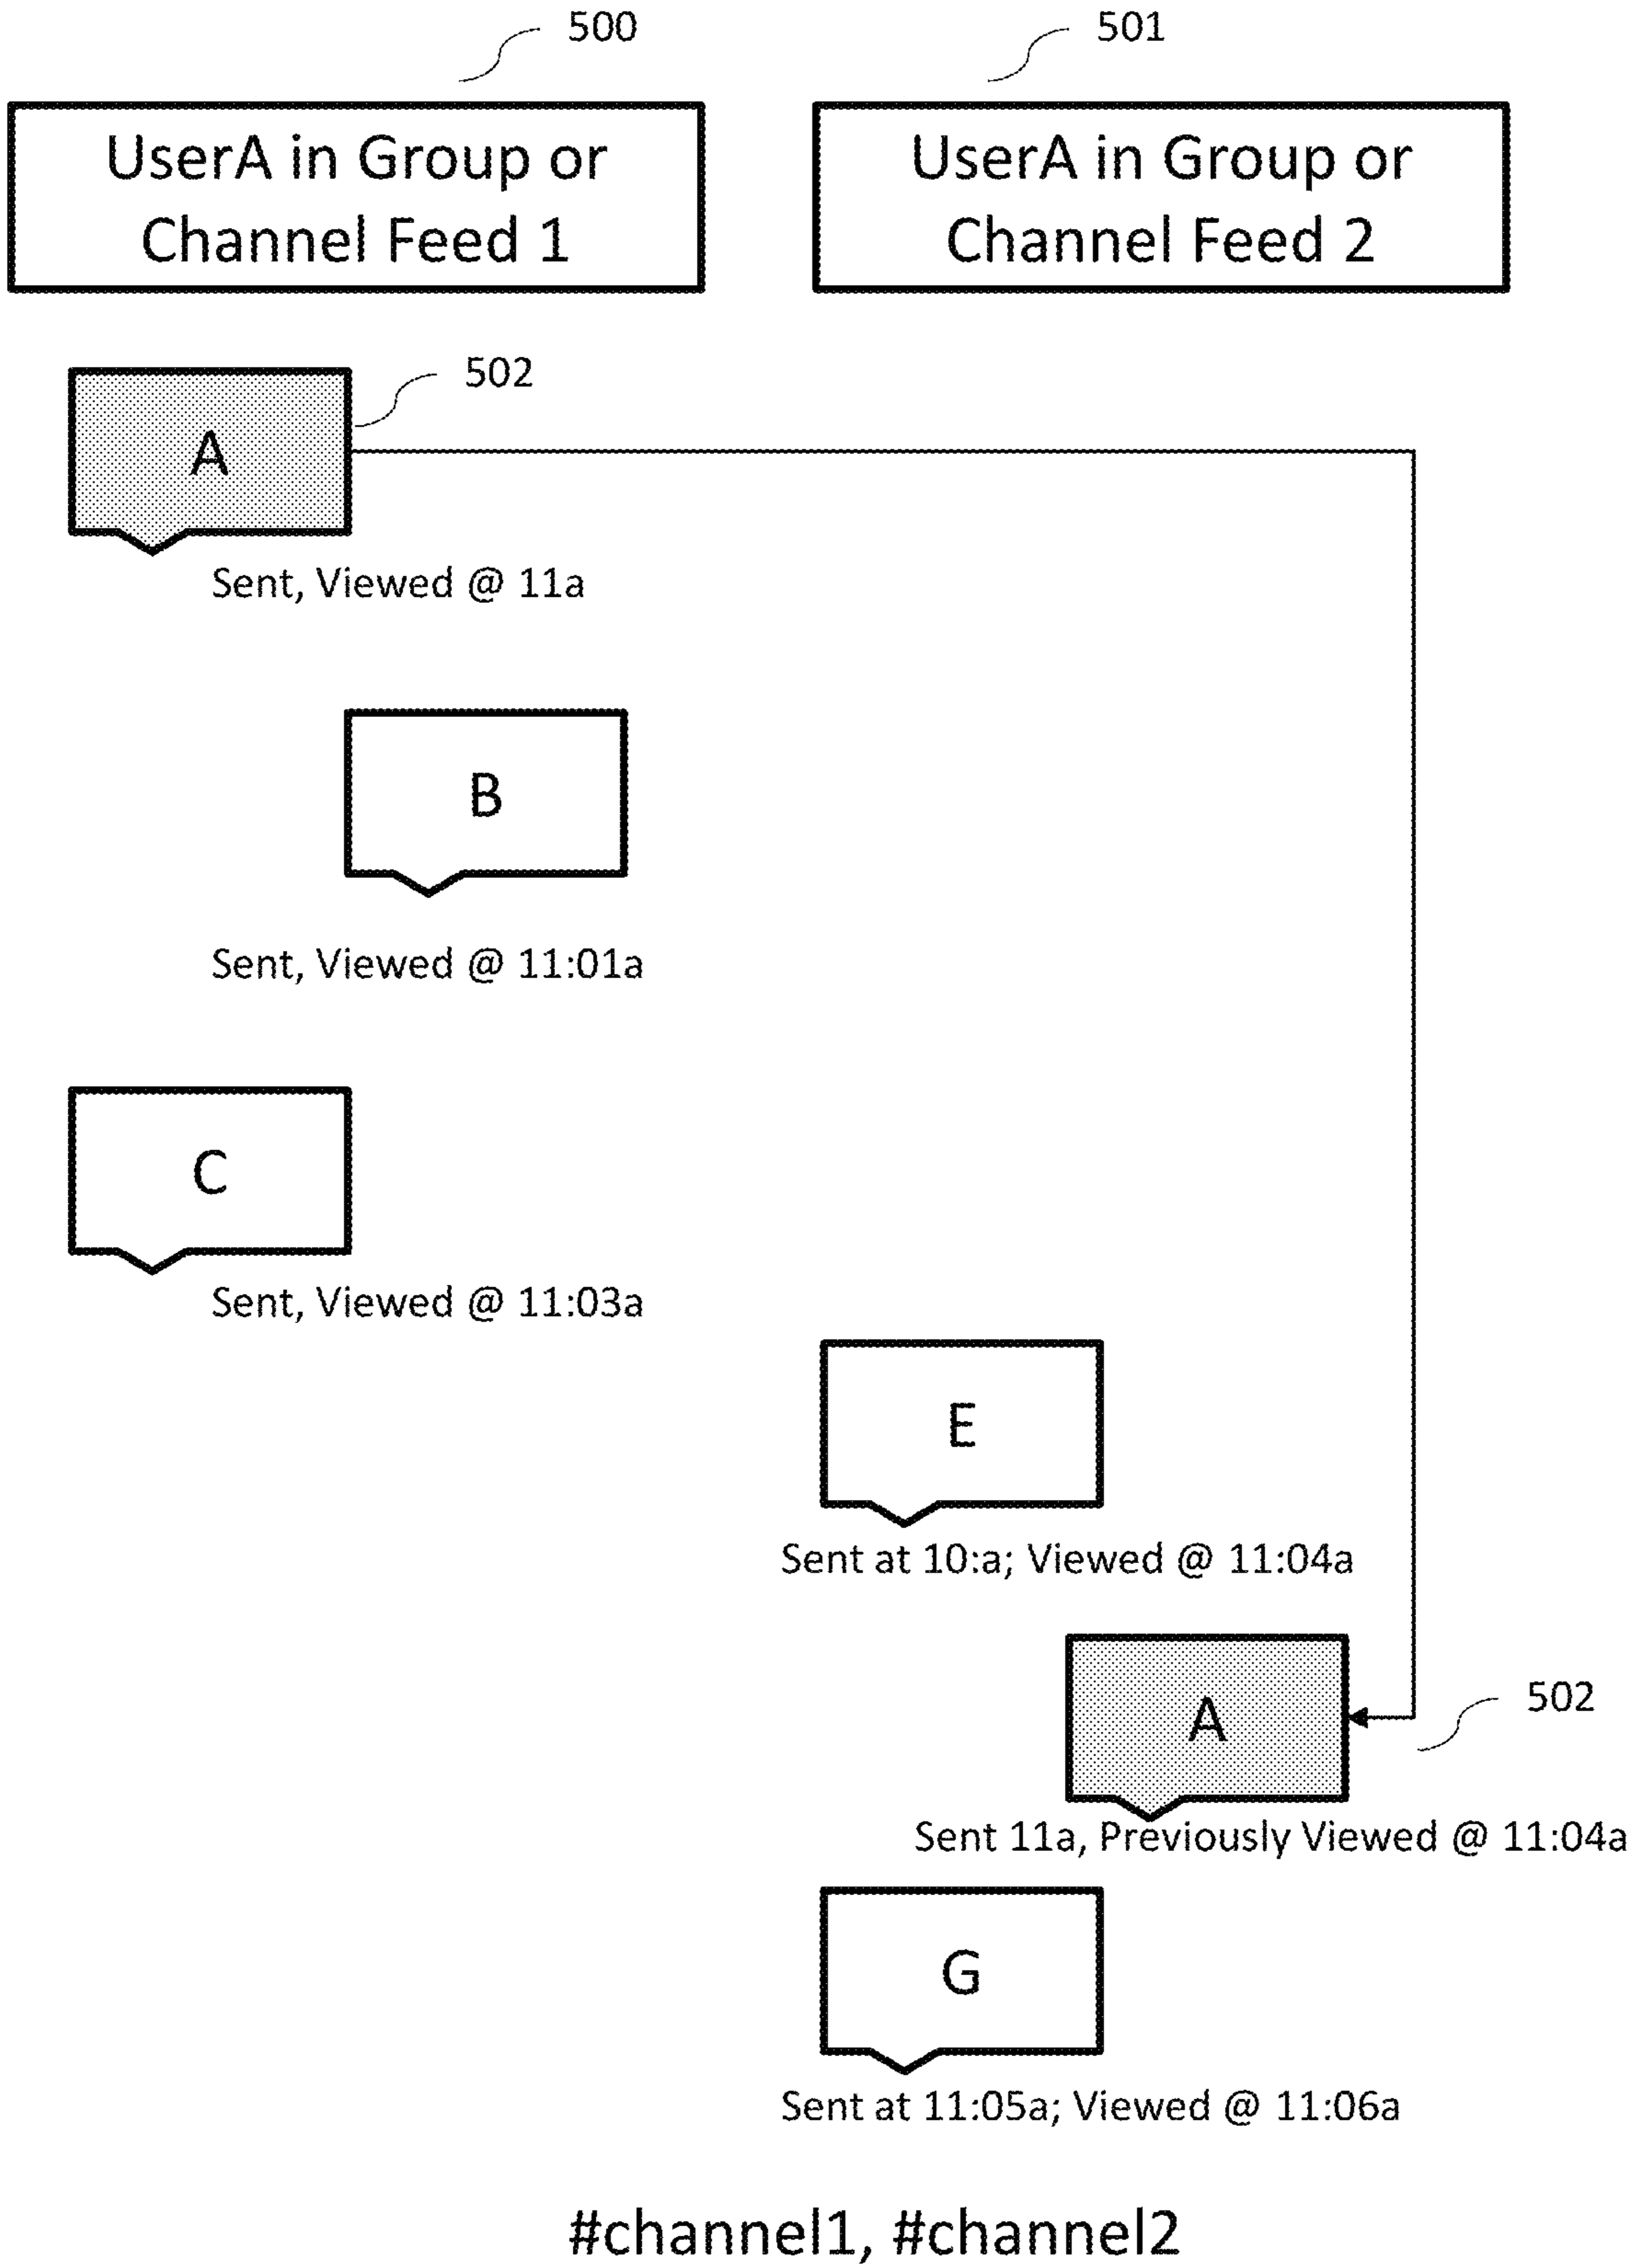 500
501
UserA in Group or
Channel Feed 1
UserA in Group or
Channel Feed 2
502
A
Sent, Viewed @ 11a
B
Sent, Viewed @ 11:01a
C
Sent, Viewed @ 11:03a
E
Sent at 10:a; Viewed @ 11:04a
502
A
Sent 11a, Previously Viewed @ 11:04a
G
Sent at 11:05a; Viewed @ 11:06a
#channel1, #channel2